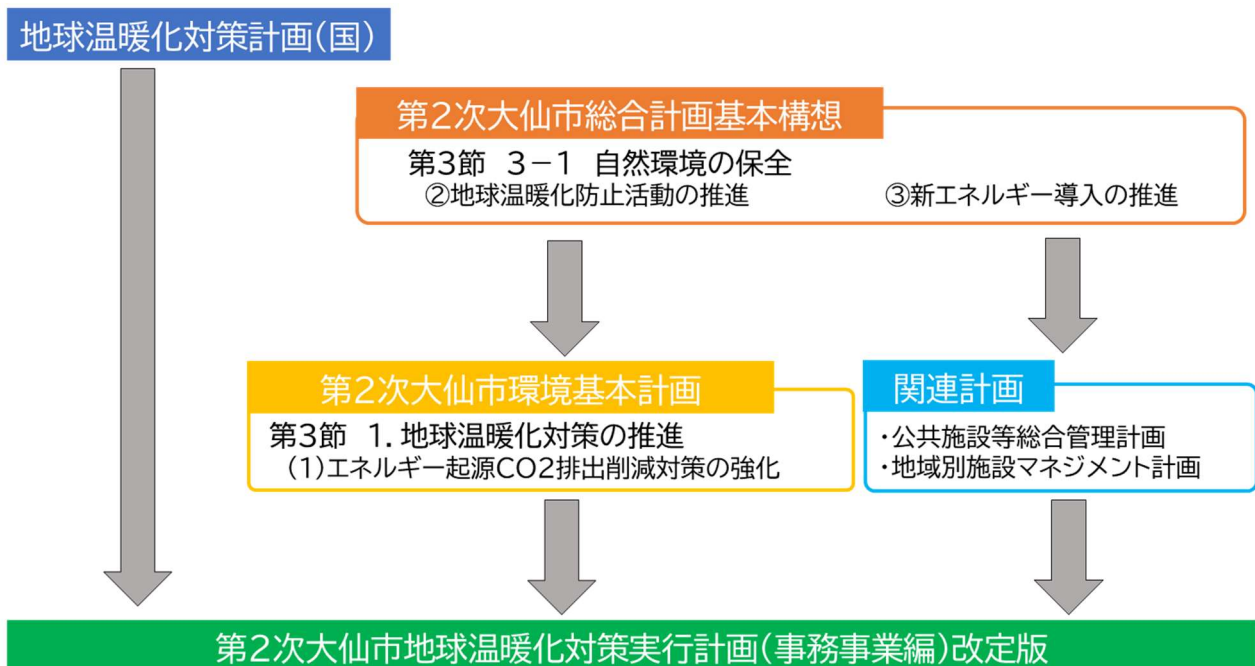 地球温暖化対策計画(国)
第2次大仙市総合計画基本構想
第3節 3－1 自然環境の保全
②地球温暖化防止活動の推進 ③新エネルギー導入の推進
第2次大仙市環境基本計画
第3節 1.地球温暖化対策の推進
(1)エネルギー起源CO2排出削減対策の強化
関連計画
・公共施設等総合管理計画
・地域別施設マネジメント計画
第2次大仙市地球温暖化対策実行計画(事務事業編)改定版